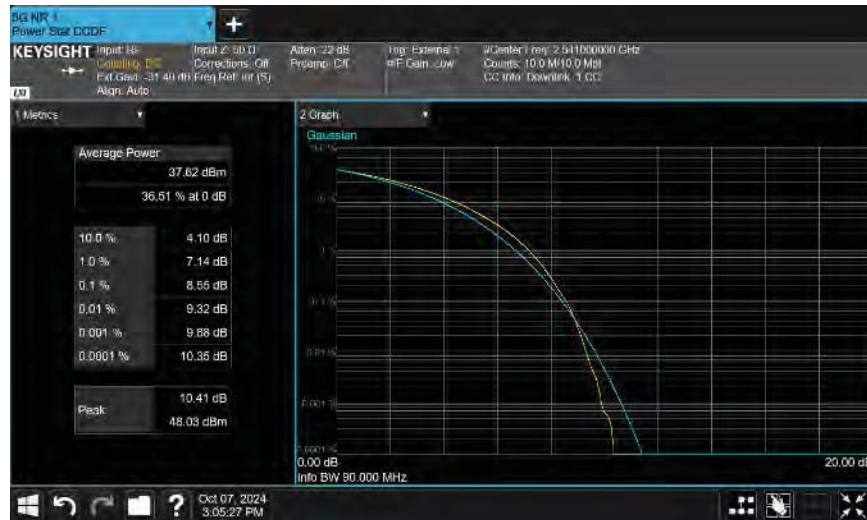 5G NR 1
Power Stat CCDF
KEYSIGHT
Input: RF
Coupling: DC
Ext Gain: -31.40 dB
Align: Auto
Input Z: 50 Ω
Corrections: Off
Freq Ref: Int (S)
Atten: 22 dB
Preamp: Off
Trig: External 1
#IF Gain: Low
#Center Freq: 2.541000000 GHz
Counts: 10.0 M/10.0 Mpt
CC Info: Downlink, 1 CC
LXI
1 Metrics
Average Power
37.62 dBm
36.51 % at 0 dB
10.0 % 4.10 dB
1.0 % 7.14 dB
0.1 % 8.55 dB
0.01 % 9.32 dB
0.001 % 9.88 dB
0.0001 % 10.35 dB
Peak
10.41 dB
48.03 dBm
2 Graph
Gaussian
0.00 dB
20.00 dB
Info BW 90.000 MHz
Oct 07, 2024
3:05:27 PM